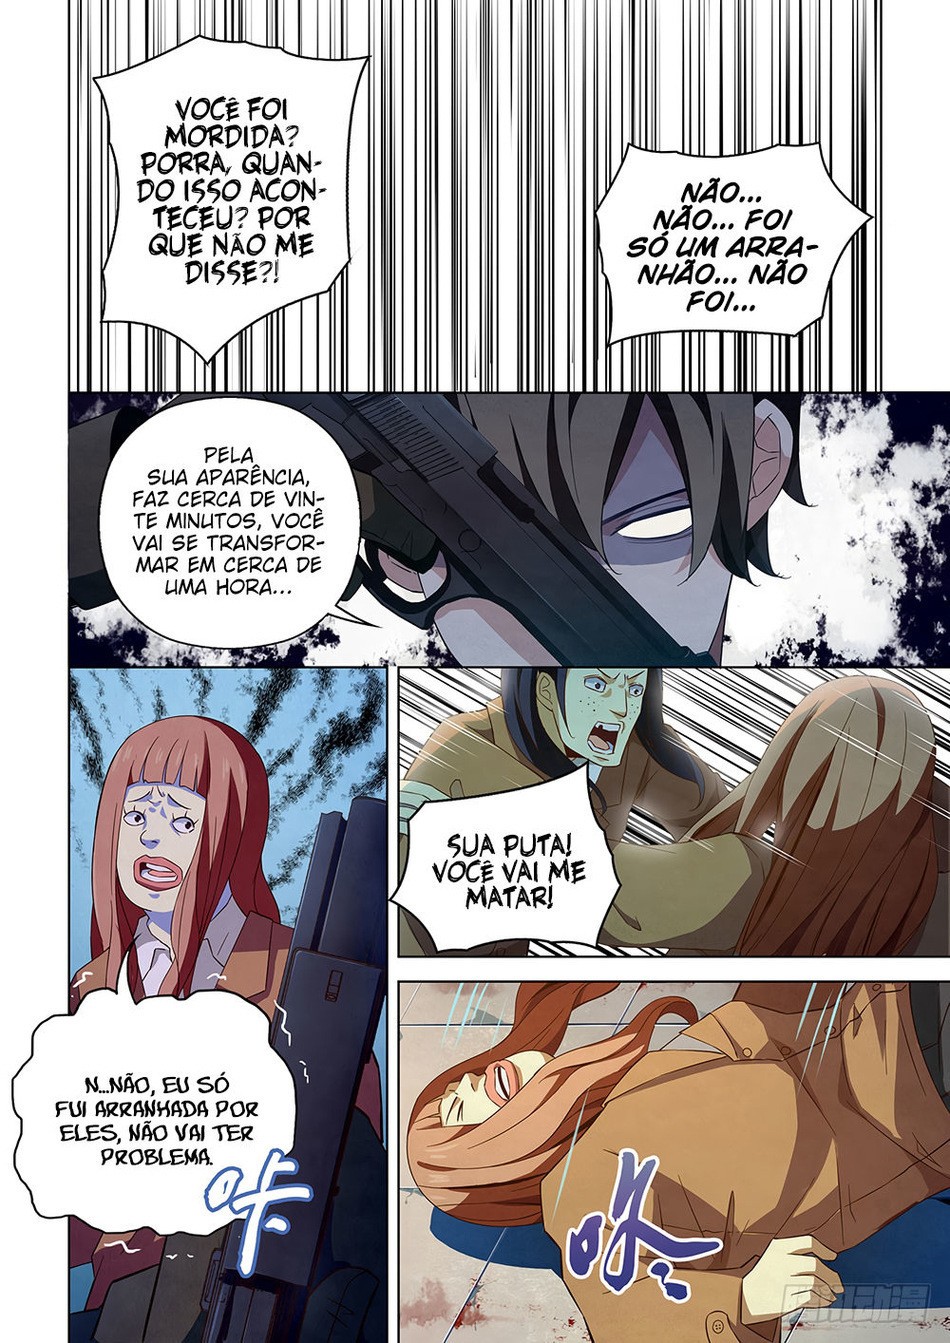 VOCÊ FOI
MORDIDA?
PORRA, QUAN-
DO ISSO ACON-
TECEU? POR
QUE NÃO ME
DISSE?!
NÃO...
NÃO... FOI
SÓ UM ARRA-
NHÃO... NÃO
FOI...
PELA
SUA APARÊNCIA,
FAZ CERCA DE VIN-
TE MINUTOS, VOCÊ
VAI SE TRANSFOR-
MAR EM CERCA DE
UMA HORA...
SUA PUTA!
VOCÊ VAI ME
MATAR!
N...NÃO, EU SÓ
FUI ARRANHADA POR
ELES, NÃO VAI TER
PROBLEMA.
咔
咚